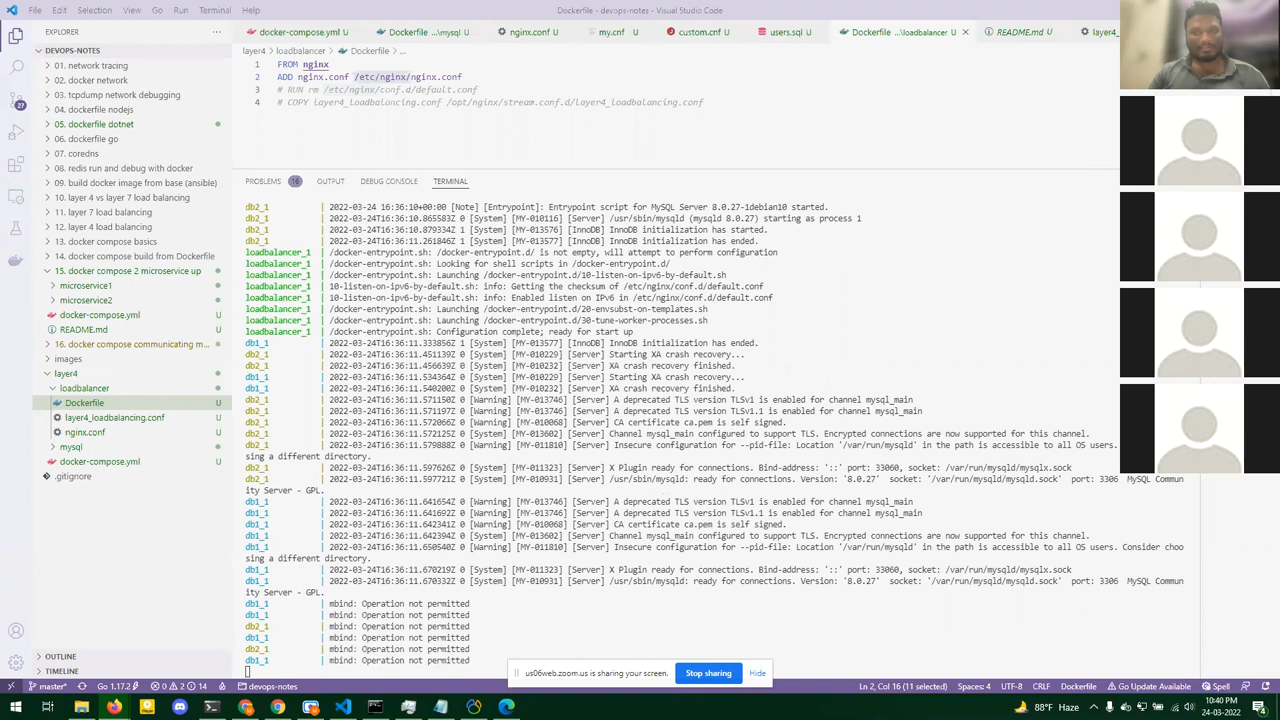 File Edit Selection View Go Run Terminal Help
Dockerfile - devops-notes - Visual Studio Code
EXPLORER
docker-compose.yml U
Dockerfile ...\mysql U
nginx.conf U
my.cnf U
custom.cnf U
users.sql U
Dockerfile ...\loadbalancer U
README.md U
layer4_
DEVOPS-NOTES
01. network tracing
02. docker network
03. tcpdump network debugging
04. dockerfile nodejs
05. dockerfile dotnet
06. dockerfile go
07. coredns
08. redis run and debug with docker
09. build docker image from base (ansible)
10. layer 4 vs layer 7 load balancing
11. layer 7 load balancing
12. layer 4 load balancing
13. docker compose basics
14. docker compose build from Dockerfile
15. docker compose 2 microservice up
microservice1
microservice2
docker-compose.yml U
README.md U
16. docker compose communicating m...
images
layer4
loadbalancer
Dockerfile U
layer4_loadbalancing.conf U
nginx.conf U
mysql
docker-compose.yml U
.gitignore
OUTLINE
TIMELINE
27
layer4 > loadbalancer > Dockerfile > ...
1 FROM nginx
2 ADD nginx.conf /etc/nginx/nginx.conf
3 # RUN rm /etc/nginx/conf.d/default.conf
4 # COPY layer4_loadbalancing.conf /opt/nginx/stream.conf.d/layer4_loadbalancing.conf
PROBLEMS 16 OUTPUT DEBUG CONSOLE TERMINAL
db2_1 | 2022-03-24 16:36:10+00:00 [Note] [Entrypoint]: Entrypoint script for MySQL Server 8.0.27-1debian10 started.
db2_1 | 2022-03-24T16:36:10.865583Z 0 [System] [MY-010116] [Server] /usr/sbin/mysqld (mysqld 8.0.27) starting as process 1
db2_1 | 2022-03-24T16:36:10.879334Z 1 [System] [MY-013576] [InnoDB] InnoDB initialization has started.
db2_1 | 2022-03-24T16:36:11.261846Z 1 [System] [MY-013577] [InnoDB] InnoDB initialization has ended.
loadbalancer_1 | /docker-entrypoint.sh: /docker-entrypoint.d/ is not empty, will attempt to perform configuration
loadbalancer_1 | /docker-entrypoint.sh: Looking for shell scripts in /docker-entrypoint.d/
loadbalancer_1 | /docker-entrypoint.sh: Launching /docker-entrypoint.d/10-listen-on-ipv6-by-default.sh
loadbalancer_1 | 10-listen-on-ipv6-by-default.sh: info: Getting the checksum of /etc/nginx/conf.d/default.conf
loadbalancer_1 | 10-listen-on-ipv6-by-default.sh: info: Enabled listen on IPv6 in /etc/nginx/conf.d/default.conf
loadbalancer_1 | /docker-entrypoint.sh: Launching /docker-entrypoint.d/20-envsubst-on-templates.sh
loadbalancer_1 | /docker-entrypoint.sh: Launching /docker-entrypoint.d/30-tune-worker-processes.sh
loadbalancer_1 | /docker-entrypoint.sh: Configuration complete; ready for start up
db1_1 | 2022-03-24T16:36:11.333856Z 1 [System] [MY-013577] [InnoDB] InnoDB initialization has ended.
db2_1 | 2022-03-24T16:36:11.451139Z 0 [System] [MY-010229] [Server] Starting XA crash recovery...
db2_1 | 2022-03-24T16:36:11.456639Z 0 [System] [MY-010232] [Server] XA crash recovery finished.
db1_1 | 2022-03-24T16:36:11.534364Z 0 [System] [MY-010229] [Server] Starting XA crash recovery...
db1_1 | 2022-03-24T16:36:11.540200Z 0 [System] [MY-010232] [Server] XA crash recovery finished.
db2_1 | 2022-03-24T16:36:11.571150Z 0 [Warning] [MY-013746] [Server] A deprecated TLS version TLSv1 is enabled for channel mysql_main
db2_1 | 2022-03-24T16:36:11.571197Z 0 [Warning] [MY-013746] [Server] A deprecated TLS version TLSv1.1 is enabled for channel mysql_main
db2_1 | 2022-03-24T16:36:11.572066Z 0 [Warning] [MY-010068] [Server] CA certificate ca.pem is self signed.
db2_1 | 2022-03-24T16:36:11.572125Z 0 [System] [MY-013602] [Server] Channel mysql_main configured to support TLS. Encrypted connections are now supported for this channel.
db2_1 | 2022-03-24T16:36:11.579888Z 0 [Warning] [MY-011810] [Server] Insecure configuration for --pid-file: Location '/var/run/mysqld' in the path is accessible to all OS users.
sing a different directory.
db2_1 | 2022-03-24T16:36:11.597626Z 0 [System] [MY-011323] [Server] X Plugin ready for connections. Bind-address: '::' port: 33060, socket: /var/run/mysqld/mysqlx.sock
db2_1 | 2022-03-24T16:36:11.597721Z 0 [System] [MY-010931] [Server] /usr/sbin/mysqld: ready for connections. Version: '8.0.27' socket: '/var/run/mysqld/mysqld.sock' port: 3306 MySQL Commun
ity Server - GPL.
db1_1 | 2022-03-24T16:36:11.641654Z 0 [Warning] [MY-013746] [Server] A deprecated TLS version TLSv1 is enabled for channel mysql_main
db1_1 | 2022-03-24T16:36:11.641692Z 0 [Warning] [MY-013746] [Server] A deprecated TLS version TLSv1.1 is enabled for channel mysql_main
db1_1 | 2022-03-24T16:36:11.642341Z 0 [Warning] [MY-010068] [Server] CA certificate ca.pem is self signed.
db1_1 | 2022-03-24T16:36:11.642394Z 0 [System] [MY-013602] [Server] Channel mysql_main configured to support TLS. Encrypted connections are now supported for this channel.
db1_1 | 2022-03-24T16:36:11.650540Z 0 [Warning] [MY-011810] [Server] Insecure configuration for --pid-file: Location '/var/run/mysqld' in the path is accessible to all OS users. Consider choo
sing a different directory.
db1_1 | 2022-03-24T16:36:11.670219Z 0 [System] [MY-011323] [Server] X Plugin ready for connections. Bind-address: '::' port: 33060, socket: /var/run/mysqld/mysqlx.sock
db1_1 | 2022-03-24T16:36:11.670332Z 0 [System] [MY-010931] [Server] /usr/sbin/mysqld: ready for connections. Version: '8.0.27' socket: '/var/run/mysqld/mysqld.sock' port: 3306 MySQL Commun
ity Server - GPL.
db1_1 | mbind: Operation not permitted
db1_1 | mbind: Operation not permitted
db2_1 | mbind: Operation not permitted
db1_1 | mbind: Operation not permitted
db2_1 | mbind: Operation not permitted
db1_1 | mbind: Operation not permitted
us06web.zoom.us is sharing your screen. Stop sharing Hide
master* Go 1.17.2 0 2 14 devops-notes
Ln 2, Col 16 (11 selected) Spaces: 4 UTF-8 CRLF Dockerfile Go Update Available Spell
88°F Haze
10:40 PM
24-03-2022
4